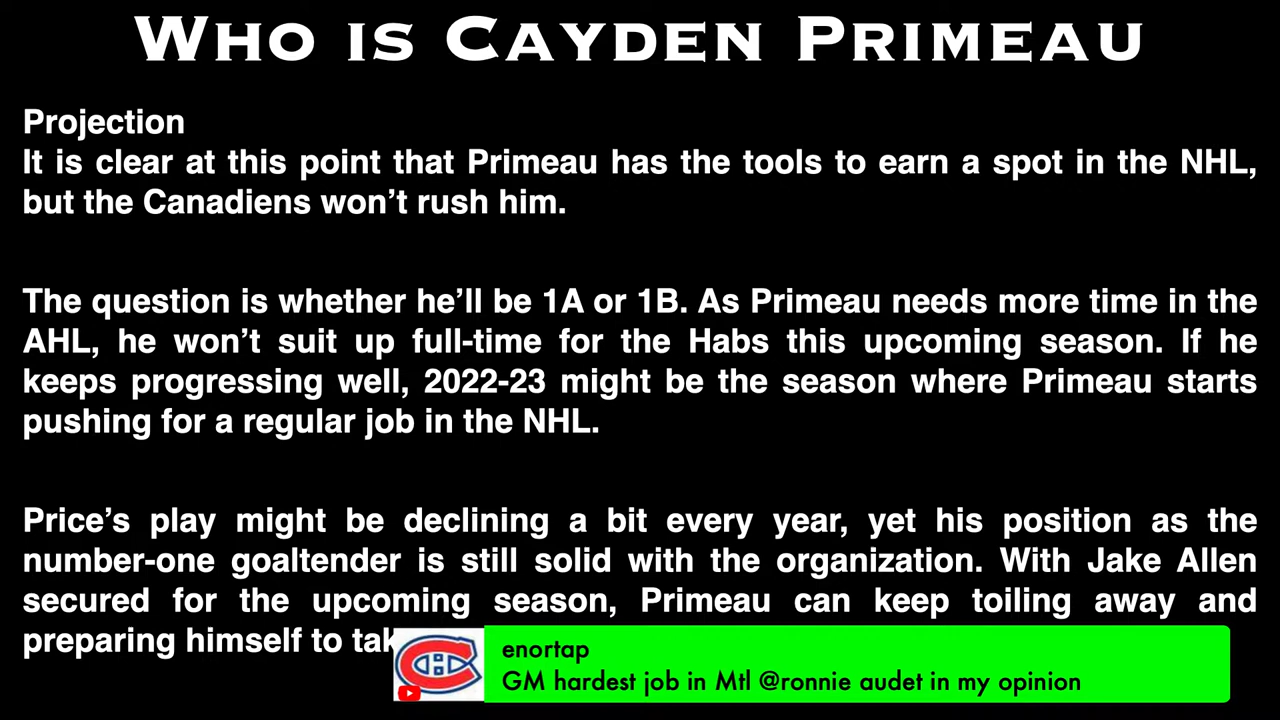 WHO IS CAYDEN PRIMEAU
Projection
It is clear at this point that Primeau has the tools to earn a spot in the NHL,
but the Canadiens won’t rush him.
The question is whether he’ll be 1A or 1B. As Primeau needs more time in the
AHL, he won’t suit up full-time for the Habs this upcoming season. If he
keeps progressing well, 2022-23 might be the season where Primeau starts
pushing for a regular job in the NHL.
Price’s play might be declining a bit every year, yet his position as the
number-one goaltender is still solid with the organization. With Jake Allen
secured for the upcoming season, Primeau can keep toiling away and
preparing himself to
enortap
GM hardest job in Mtl @ronnie audet in my opinion